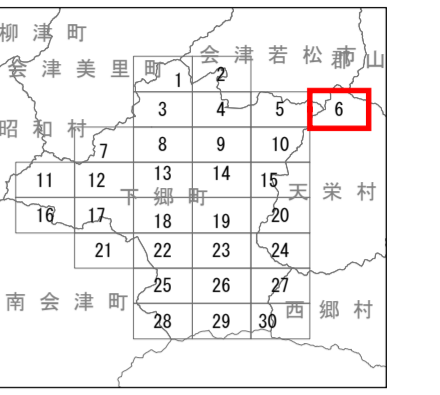 柳津町
会津若松市
郡山
会津美里町
1 2
3 4 5 6
昭和村
7 8 9 10
11 12 13 14 15
下郷町
天栄村
16 17 18 19 20
21 22 23 24
南会津町
25 26 27
西郷村
28 29 30